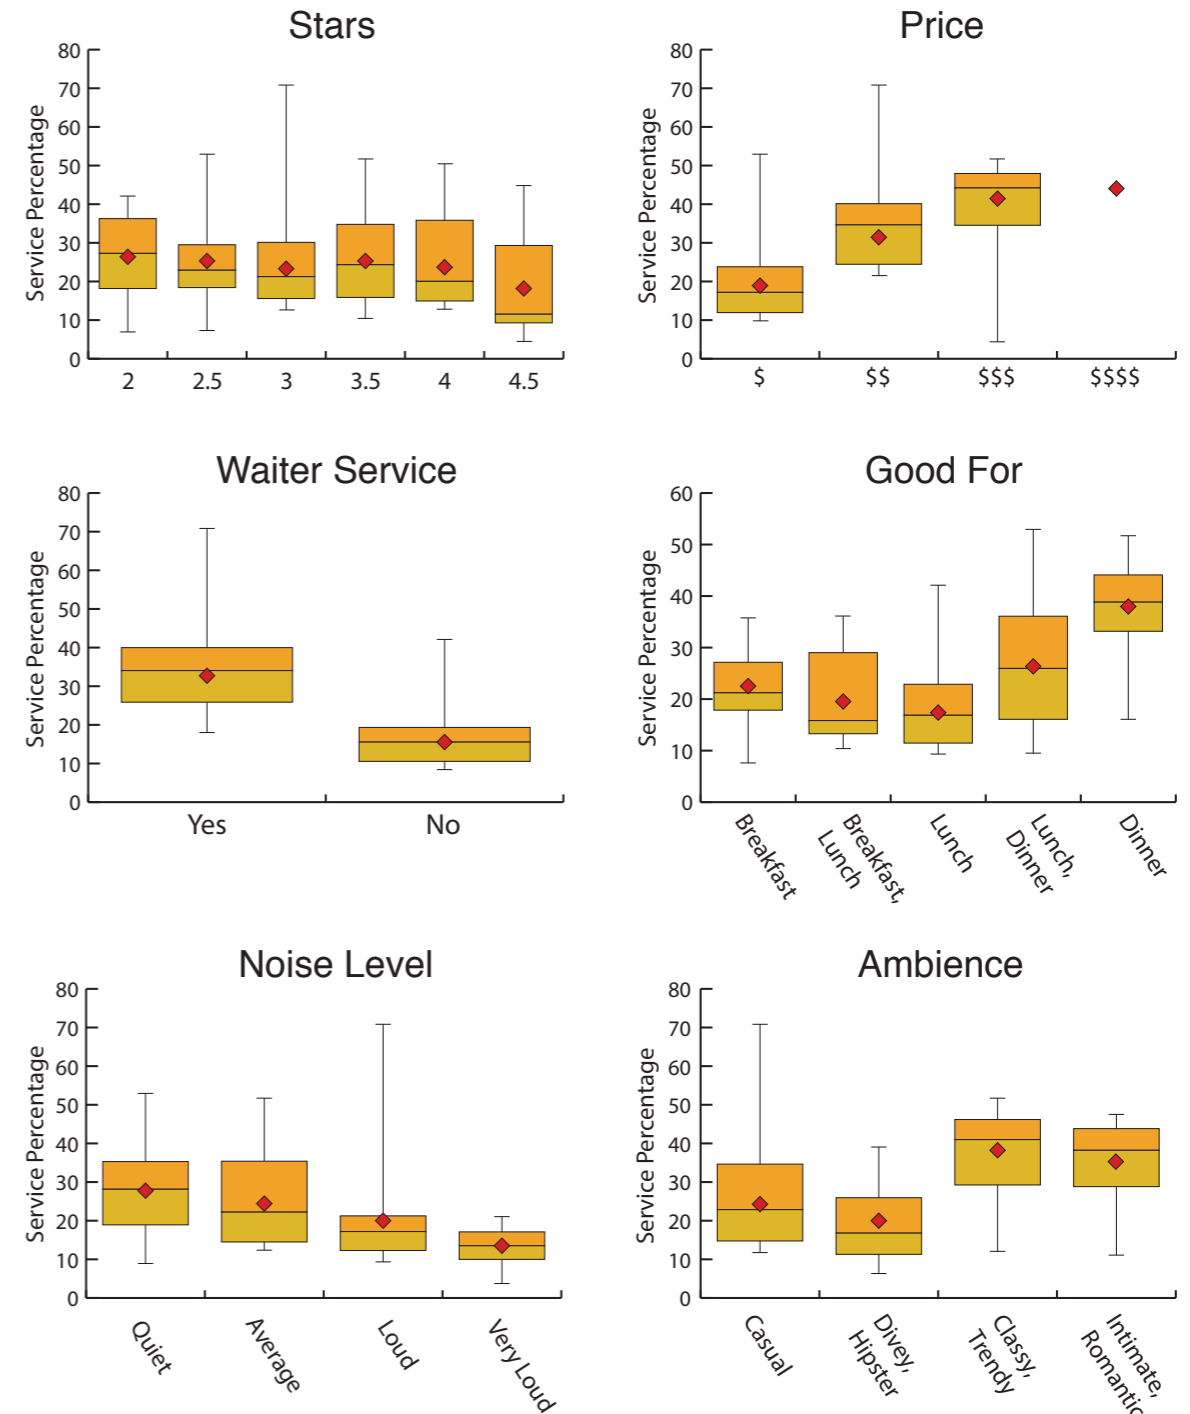 Stars
Service Percentage
80
70
60
50
40
30
20
10
0
2 2.5 3 3.5 4 4.5
Price
Service Percentage
80
70
60
50
40
30
20
10
0
$ $$ $$$ $$$$
Waiter Service
Service Percentage
80
70
60
50
40
30
20
10
0
Yes No
Good For
Service Percentage
60
50
40
30
20
10
0
Breakfast
Breakfast,
Lunch
Lunch
Lunch,
Dinner
Dinner
Noise Level
Service Percentage
80
70
60
50
40
30
20
10
0
Quiet
Average
Loud
Very Loud
Ambience
Service Percentage
80
70
60
50
40
30
20
10
0
Casual
Divey,
Hipster
Classy,
Trendy
Intimate,
Romantic